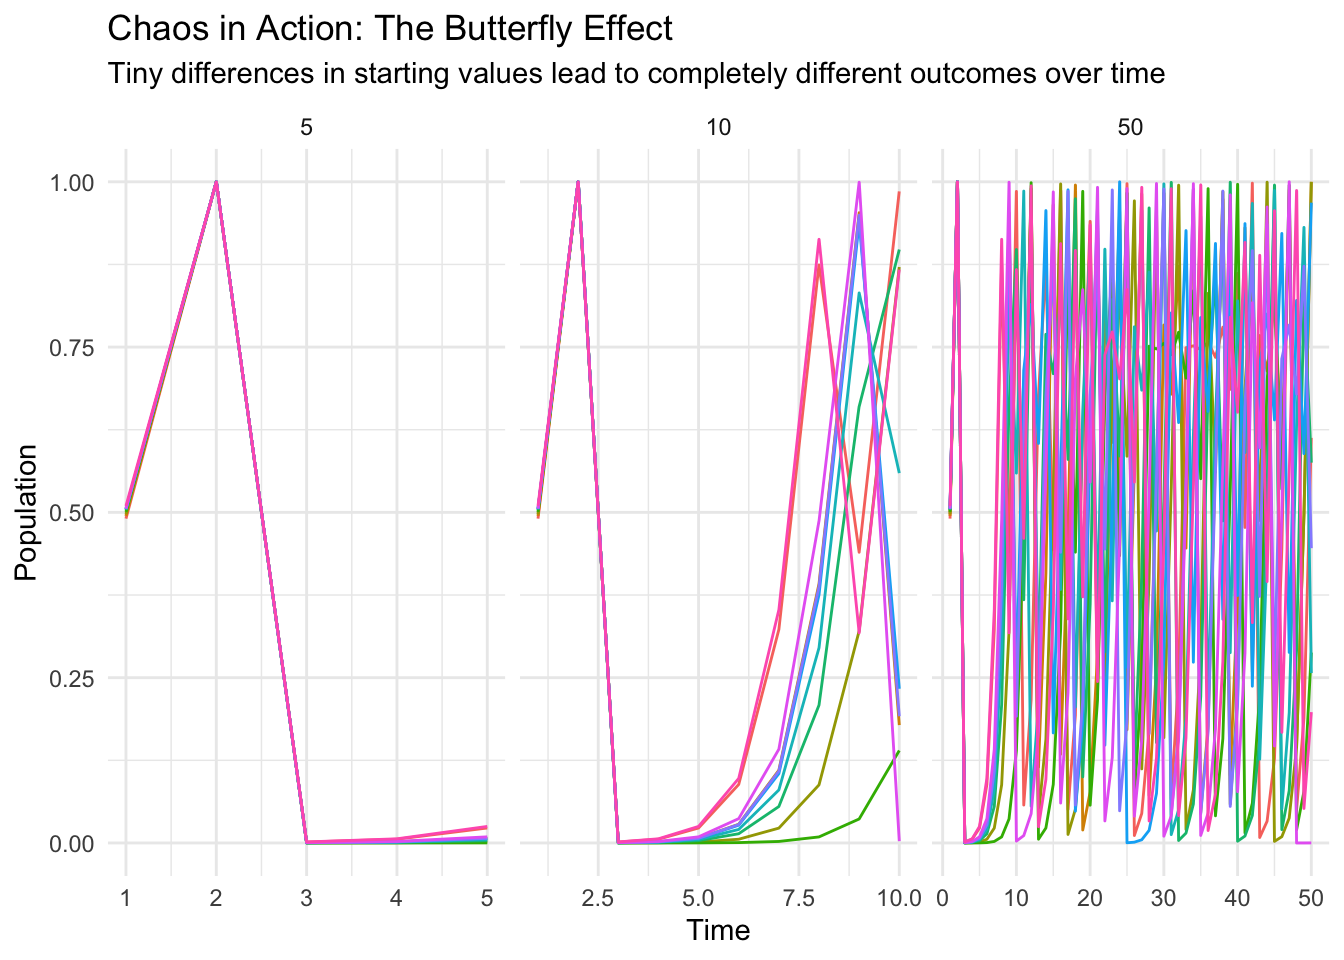 Chaos in Action: The Butterfly Effect
Tiny differences in starting values lead to completely different outcomes over time
5 10 50
1.00
0.75
0.50
0.25
0.00
Population
1 2 3 4 5 2.5 5.0 7.5 10.0 0 10 20 30 40 50
Time